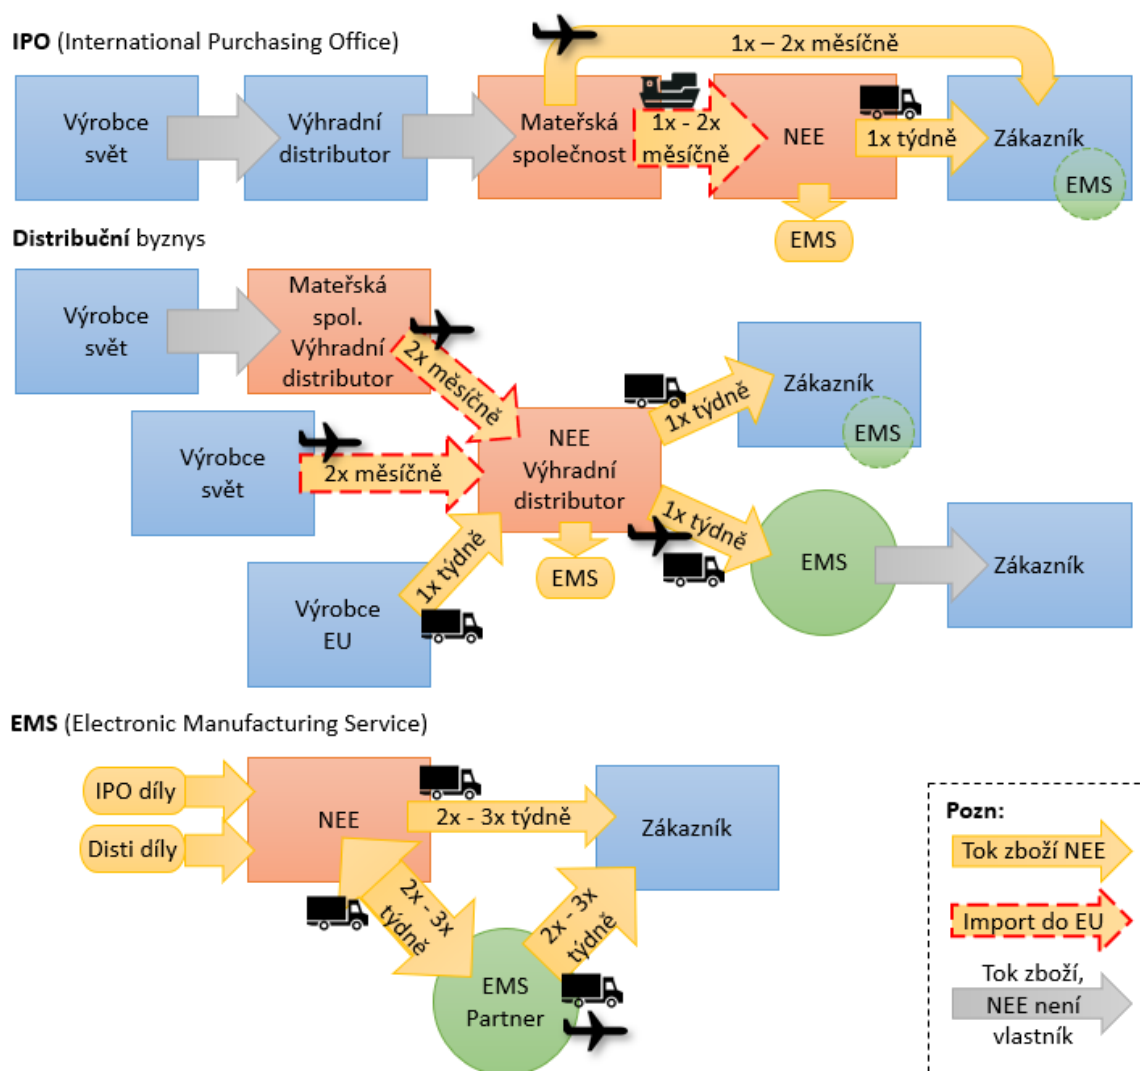 IPO (International Purchasing Office)
1x – 2x měsíčně
Výrobce
svět
Výhradní
distributor
Mateřská
společnost
1x - 2x
měsíčně
NEE
1x týdně
Zákazník
EMS
EMS
Distribuční byznys
Výrobce
svět
Mateřská
spol.
Výhradní
distributor
2x měsíčně
Výrobce
svět
2x měsíčně
Výrobce
EU
1x týdně
NEE
Výhradní
distributor
EMS
1x týdně
Zákazník
EMS
1x týdně
EMS
Zákazník
EMS (Electronic Manufacturing Service)
IPO díly
Disti díly
NEE
2x - 3x týdně
Zákazník
2x - 3x
týdně
2x - 3x
týdně
EMS
Partner
Pozn:
Tok zboží NEE
Import do EU
Tok zboží,
NEE není
vlastník